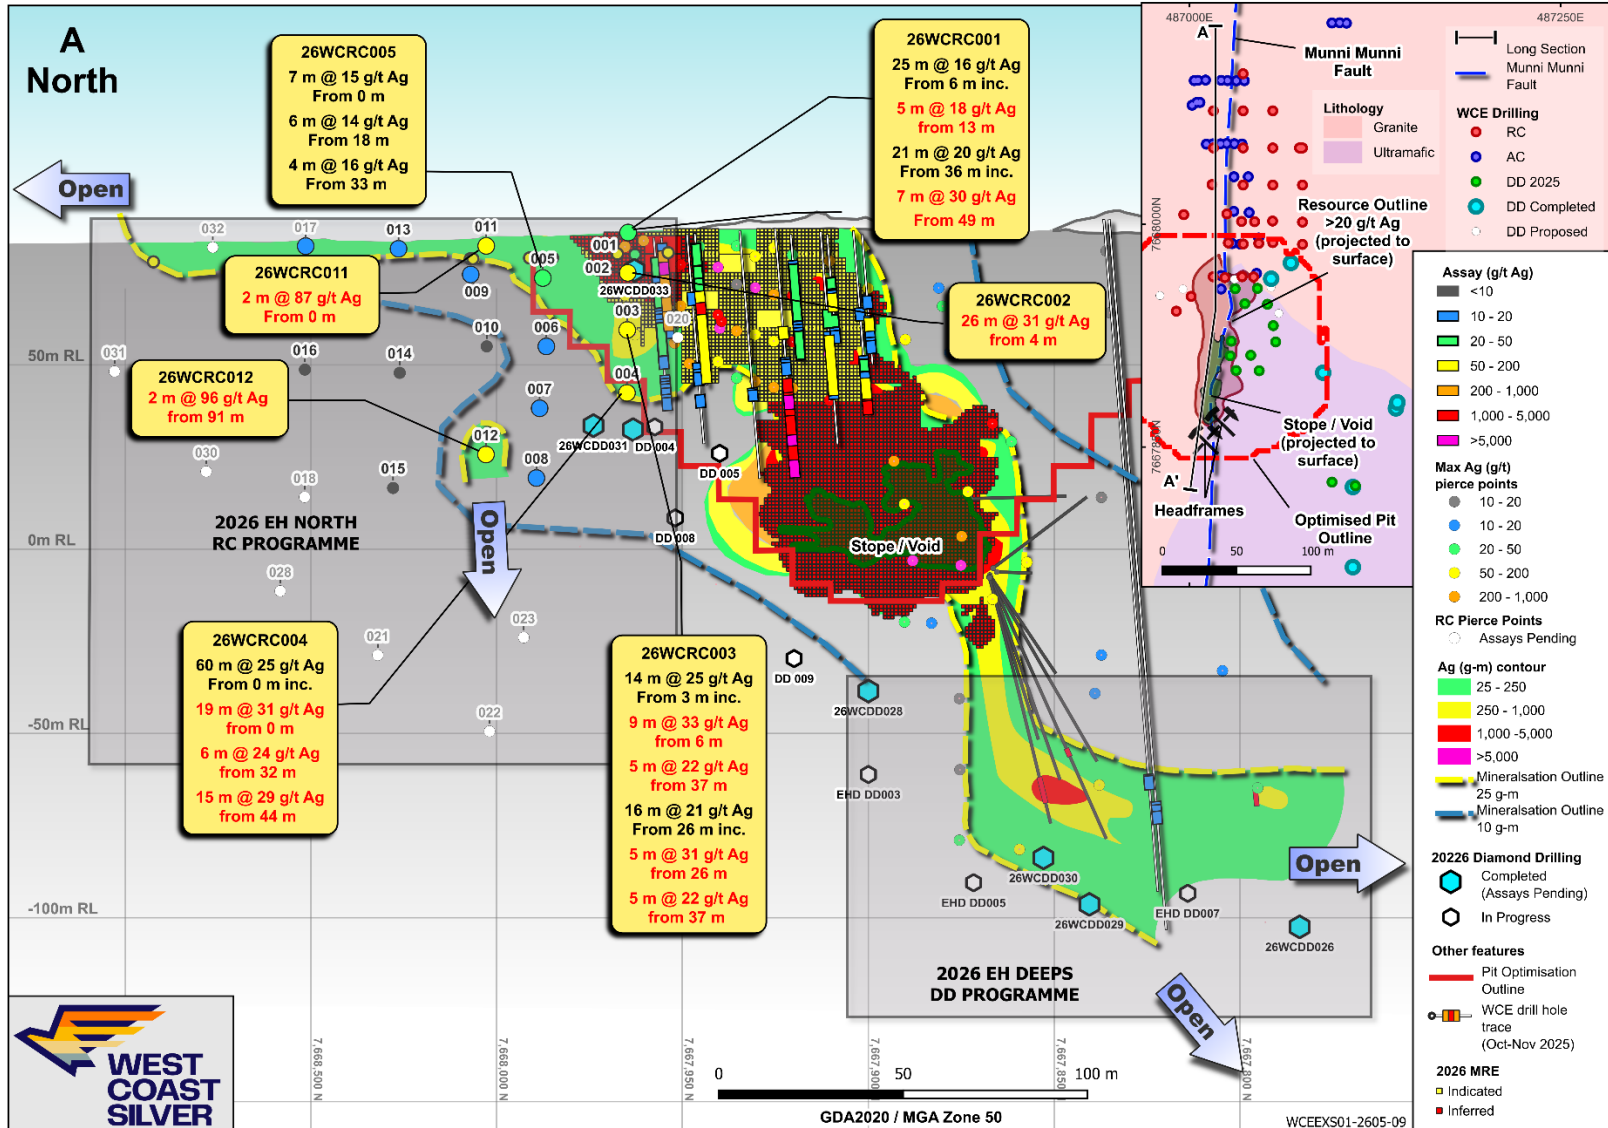 A
North
26WCRC005
7 m @ 15 g/t Ag
From 0 m
6 m @ 14 g/t Ag
From 18 m
4 m @ 16 g/t Ag
From 33 m
26WCRC001
25 m @ 16 g/t Ag
From 6 m inc.
5 m @ 18 g/t Ag
from 13 m
21 m @ 20 g/t Ag
From 36 m inc.
7 m @ 30 g/t Ag
From 49 m
Open
26WCRC011
2 m @ 87 g/t Ag
From 0 m
26WCRC002
26 m @ 31 g/t Ag
from 4 m
26WCRC012
2 m @ 96 g/t Ag
from 91 m
032
017
013
011
009
005
001
002
26WCDD033
003
020
010
006
031
016
014
004
007
26WCDD031
DD 004
DD 005
012
008
030
018
015
DD 008
50m RL
0m RL
-50m RL
-100m RL
2026 EH NORTH
RC PROGRAMME
Open
Stope / Void
028
023
021
022
26WCRC004
60 m @ 25 g/t Ag
From 0 m inc.
19 m @ 31 g/t Ag
from 0 m
6 m @ 24 g/t Ag
from 32 m
15 m @ 29 g/t Ag
from 44 m
26WCRC003
14 m @ 25 g/t Ag
From 3 m inc.
9 m @ 33 g/t Ag
from 6 m
5 m @ 22 g/t Ag
from 37 m
16 m @ 21 g/t Ag
From 26 m inc.
5 m @ 31 g/t Ag
from 26 m
5 m @ 22 g/t Ag
from 37 m
DD 009
26WCDD028
EHD DD003
26WCDD030
EHD DD005
26WCDD029
EHD DD007
26WCDD026
Open
2026 EH DEEPS
DD PROGRAMME
Open
7,668,500 N
7,668,000 N
7,667,950 N
7,667,900 N
7,667,850 N
7,667,800 N
0
50
100 m
GDA2020 / MGA Zone 50
WCEEXS01-2605-09
WEST
COAST
SILVER
487000E
487250E
A
Munni Munni
Fault
Lithology
Granite
Ultramafic
Resource Outline
>20 g/t Ag
(projected to
surface)
7668000N
7667850N
Stope / Void
(projected to
surface)
A'
Headframes
Optimised Pit
Outline
0
50
100 m
Long Section
Munni Munni
Fault
WCE Drilling
RC
AC
DD 2025
DD Completed
DD Proposed
Assay (g/t Ag)
<10
10 - 20
20 - 50
50 - 200
200 - 1,000
1,000 - 5,000
>5,000
Max Ag (g/t)
pierce points
10 - 20
10 - 20
20 - 50
50 - 200
200 - 1,000
RC Pierce Points
Assays Pending
Ag (g-m) contour
25 - 250
250 - 1,000
1,000 -5,000
>5,000
Mineralsation Outline
25 g-m
Mineralsation Outline
10 g-m
20226 Diamond Drilling
Completed
(Assays Pending)
In Progress
Other features
Pit Optimisation
Outline
WCE drill hole
trace
(Oct-Nov 2025)
2026 MRE
Indicated
Inferred